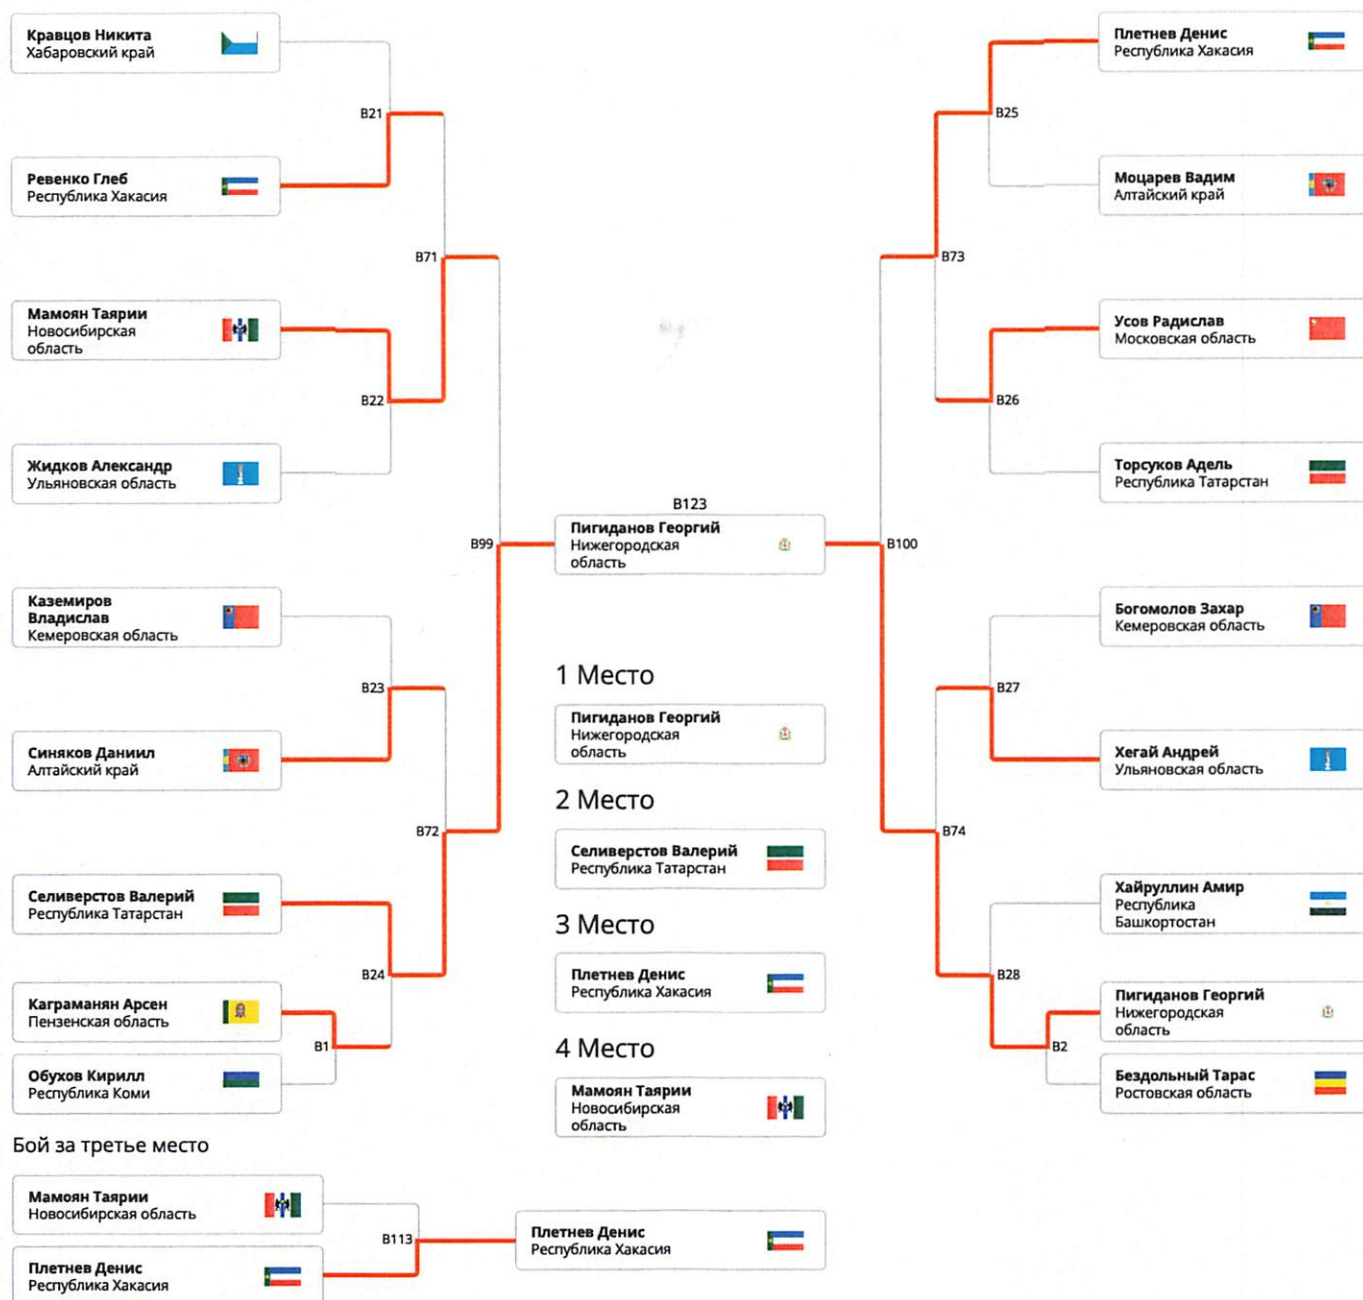 Кравцов Никита
Хабаровский край
B21
Ревенко Глеб
Республика Хакасия
B71
Мамоян Таярии
Новосибирская
область
B22
Жидков Александр
Ульяновская область
B99
Каземиров
Владислав
Кемеровская область
B23
Синяков Даниил
Алтайский край
B72
Селиверстов Валерий
Республика Татарстан
B24
Каграманян Арсен
Пензенская область
B1
Обухов Кирилл
Республика Коми
B123
Пигиданов Георгий
Нижегородская
область
1 Место
Пигиданов Георгий
Нижегородская
область
2 Место
Селиверстов Валерий
Республика Татарстан
3 Место
Плетнев Денис
Республика Хакасия
4 Место
Мамоян Таярии
Новосибирская
область
Плетнев Денис
Республика Хакасия
B25
Моцарев Вадим
Алтайский край
B73
Усов Радислав
Московская область
B26
Торсуков Адель
Республика Татарстан
B100
Богомолов Захар
Кемеровская область
B27
Хегай Андрей
Ульяновская область
B74
Хайруллин Амир
Республика
Башкортостан
B28
Пигиданов Георгий
Нижегородская
область
B2
Бездольный Тарас
Ростовская область
Бой за третье место
Мамоян Таярии
Новосибирская область
B113
Плетнев Денис
Республика Хакасия
Плетнев Денис
Республика Хакасия